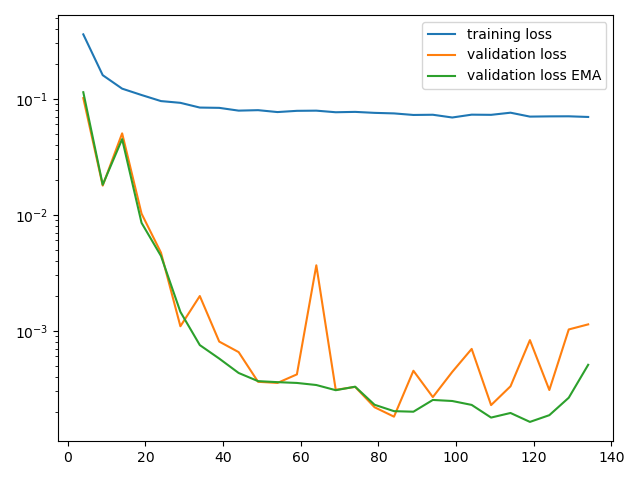 training loss
validation loss
validation loss EMA
10⁻¹
10⁻²
10⁻³
0 20 40 60 80 100 120 140